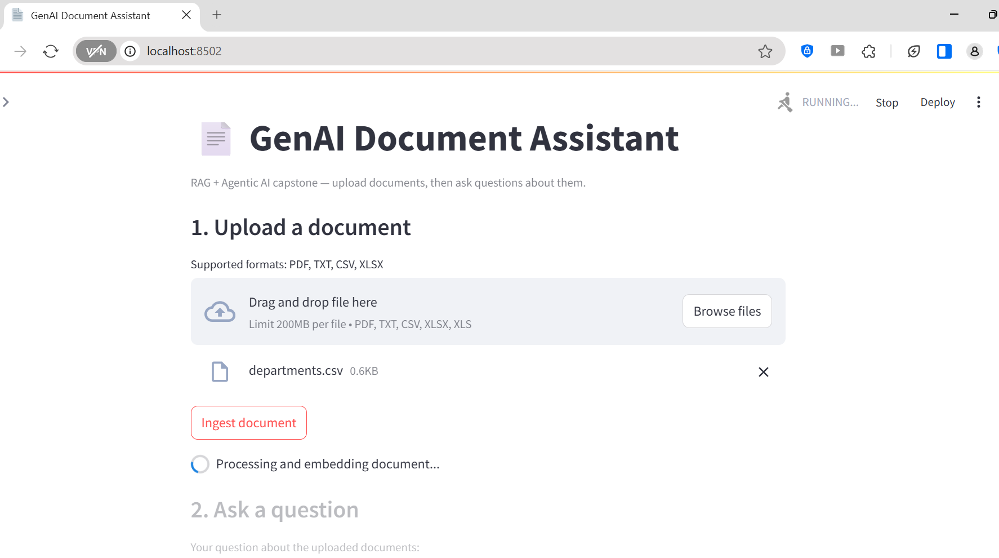 GenAI Document Assistant
VPN
localhost:8502
RUNNING...
Stop
Deploy
GenAI Document Assistant
RAG + Agentic AI capstone — upload documents, then ask questions about them.
1. Upload a document
Supported formats: PDF, TXT, CSV, XLSX
Drag and drop file here
Limit 200MB per file • PDF, TXT, CSV, XLSX, XLS
Browse files
departments.csv 0.6KB
Ingest document
Processing and embedding document...
2. Ask a question
Your question about the uploaded documents: